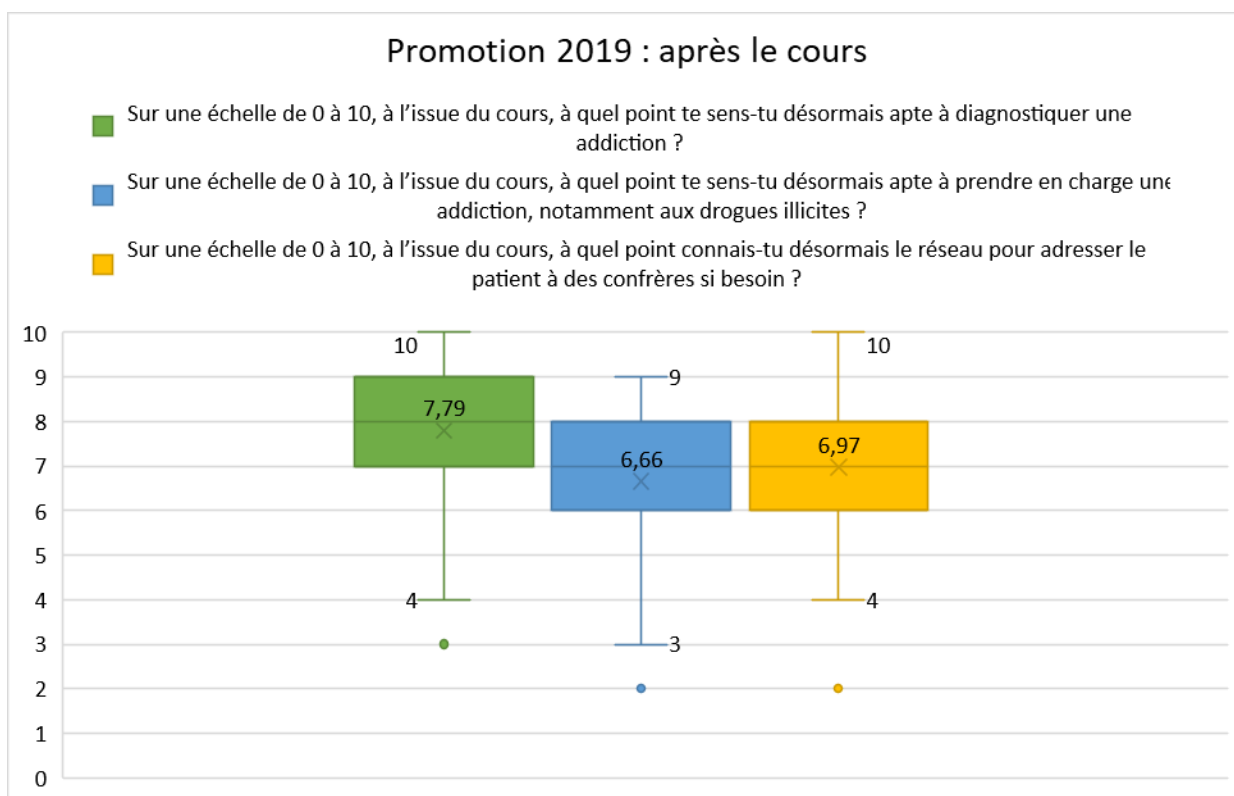 Promotion 2019 : après le cours
Sur une échelle de 0 à 10, à l’issue du cours, à quel point te sens-tu désormais apte à diagnostiquer une
addiction ?
Sur une échelle de 0 à 10, à l’issue du cours, à quel point te sens-tu désormais apte à prendre en charge une
addiction, notamment aux drogues illicites ?
Sur une échelle de 0 à 10, à l’issue du cours, à quel point connais-tu désormais le réseau pour adresser le
patient à des confrères si besoin ?
10
9
8
7
6
5
4
3
2
1
0
10
7,79
4
9
6,66
3
10
6,97
4